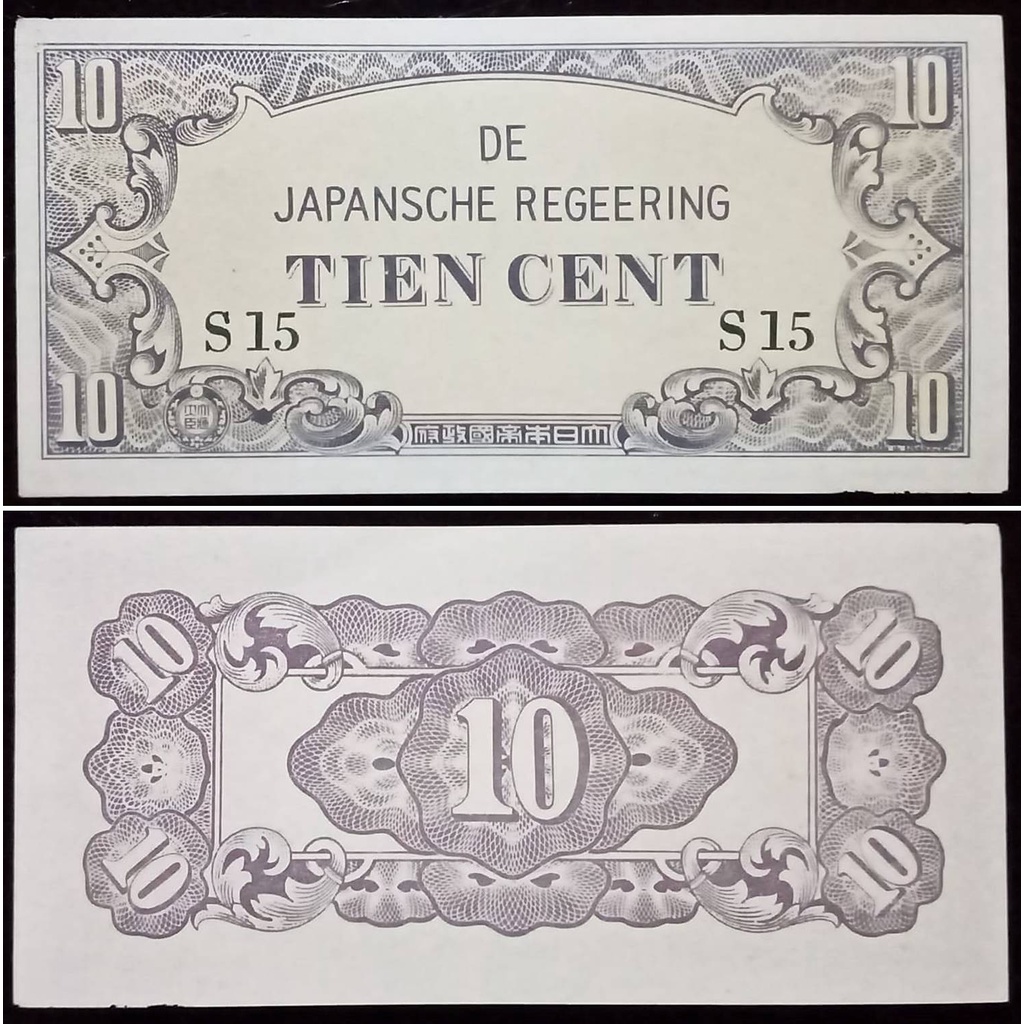 10 10
DE
JAPANSCHE REGEERING
TIEN CENT
S 15 S 15
10 10
府政國帝本日大
10 10
10
10 10